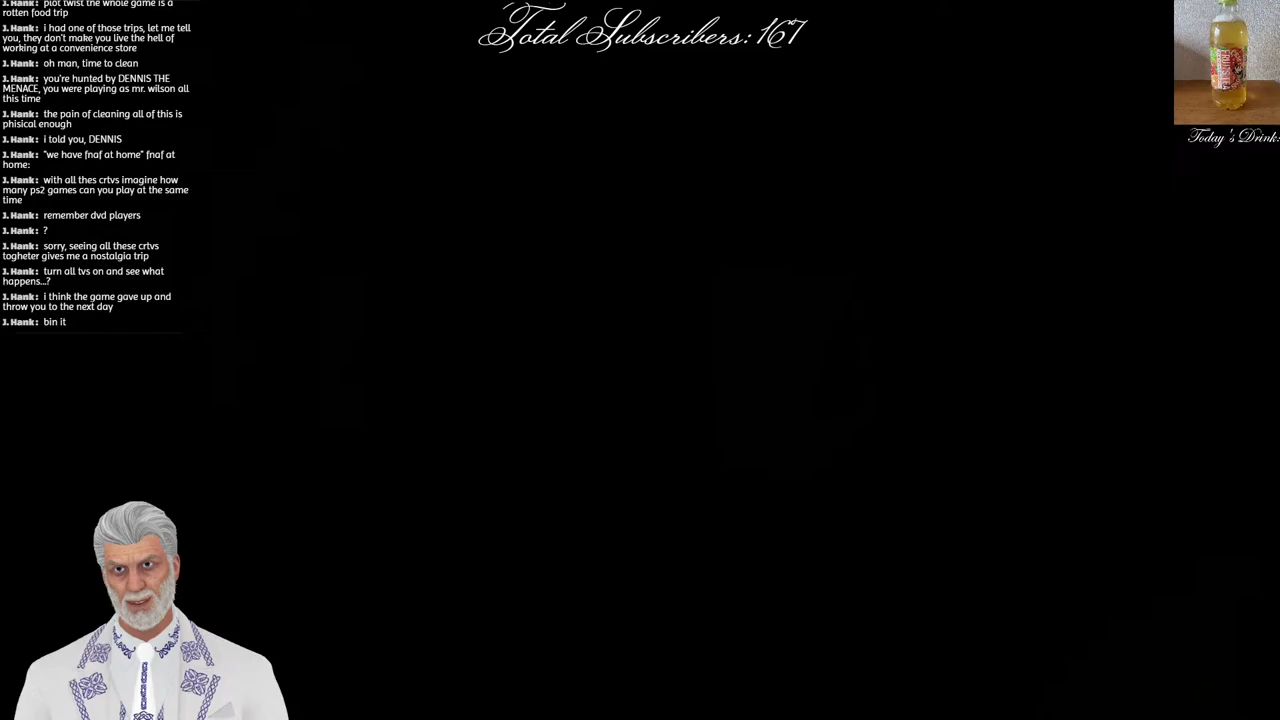 J.Hank: plot twist the whole game is a
rotten food trip
J.Hank: i had one of those trips, let me tell
you, they don't make you live the hell of
working at a convenience store
J.Hank: oh man, time to clean
J.Hank: you're hunted by DENNIS THE
MENACE, you were playing as mr. wilson all
this time
J.Hank: the pain of cleaning all of this is
phisical enough
J.Hank: i told you, DENNIS
J.Hank: "we have fnaf at home" fnaf at
home:
J.Hank: with all thes crtvs imagine how
many ps2 games can you play at the same
time
J.Hank: remember dvd players
J.Hank: ?
J.Hank: sorry, seeing all these crtvs
togheter gives me a nostalgia trip
J.Hank: turn all tvs on and see what
happens...?
J.Hank: i think the game gave up and
throw you to the next day
J.Hank: bin it
Total Subscribers: 167
FRUITS TEA
Today's Drink: